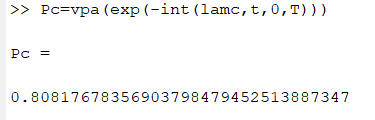 >> Pc=vpa(exp(-int(lamc,t,0,T)))
Pc =
0.80817678356903798479452513887347